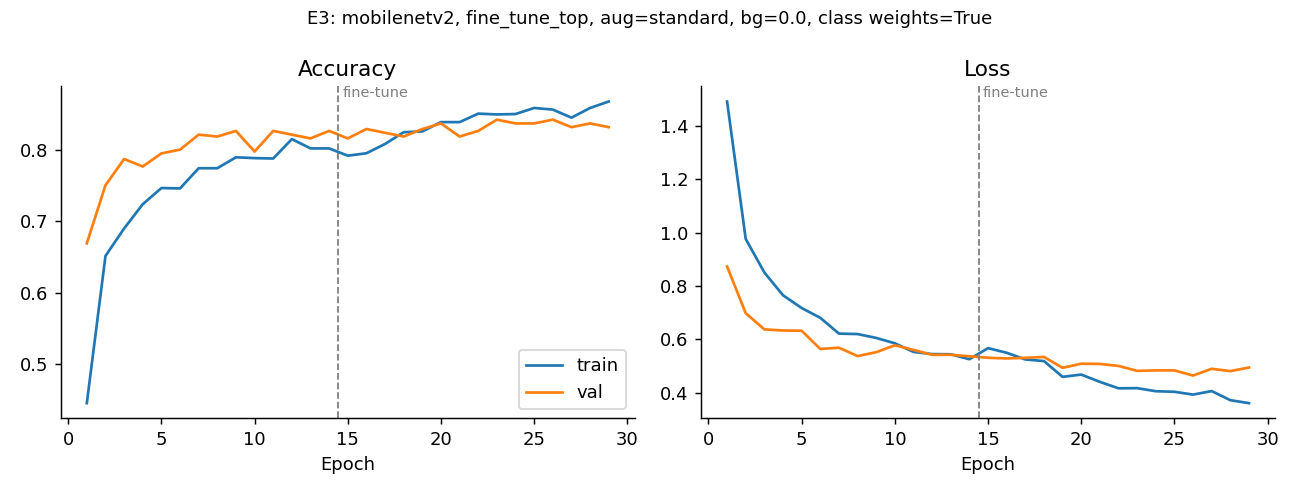 E3: mobilenetv2, fine_tune_top, aug=standard, bg=0.0, class weights=True
Accuracy
fine-tune
0.8
0.7
0.6
0.5
train
val
0 5 10 15 20 25 30
Epoch
Loss
fine-tune
1.4
1.2
1.0
0.8
0.6
0.4
0 5 10 15 20 25 30
Epoch